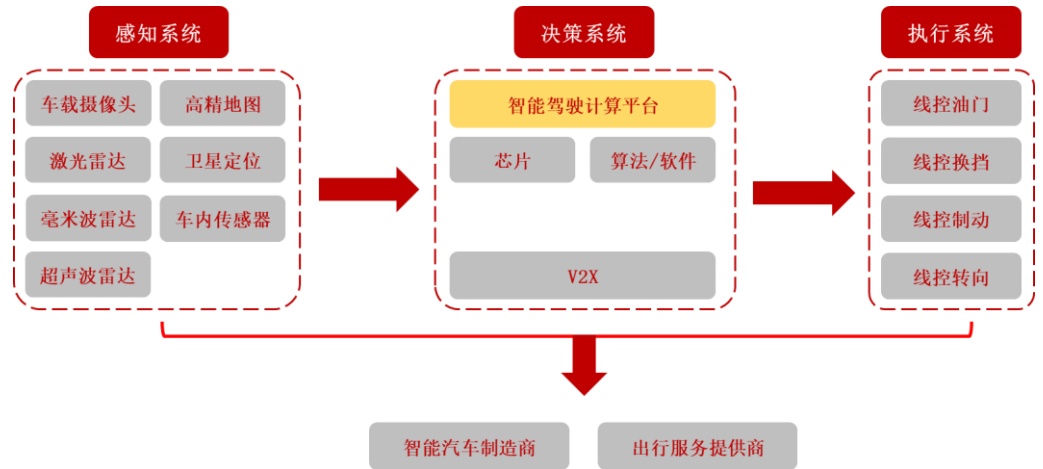 感知系统
决策系统
执行系统
车载摄像头
高精地图
激光雷达
卫星定位
毫米波雷达
车内传感器
超声波雷达
智能驾驶计算平台
芯片
算法/软件
V2X
线控油门
线控换挡
线控制动
线控转向
智能汽车制造商
出行服务提供商